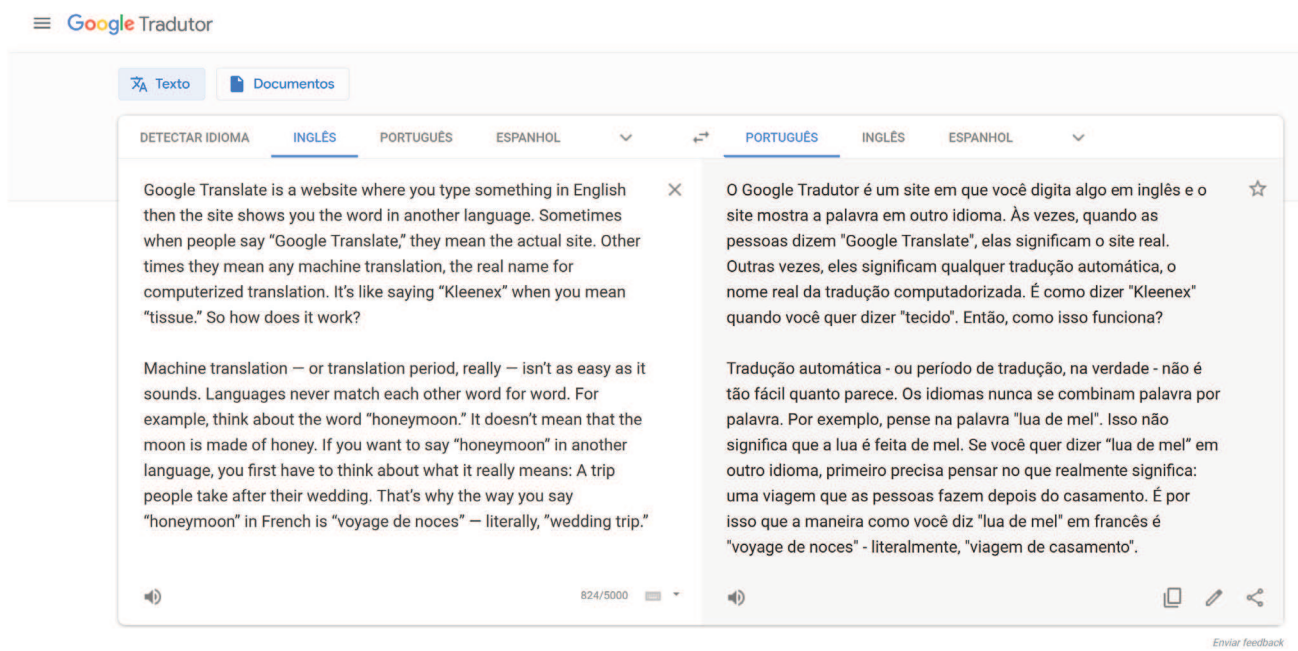 Google Tradutor
Texto
Documentos
DETECTAR IDIOMA INGLÊS PORTUGUÊS ESPANHOL PORTUGUÊS INGLÊS ESPANHOL
Google Translate is a website where you type something in English
then the site shows you the word in another language. Sometimes
when people say “Google Translate,” they mean the actual site. Other
times they mean any machine translation, the real name for
computerized translation. It’s like saying “Kleenex” when you mean
“tissue.” So how does it work?
Machine translation — or translation period, really — isn’t as easy as it
sounds. Languages never match each other word for word. For
example, think about the word “honeymoon.” It doesn’t mean that the
moon is made of honey. If you want to say “honeymoon” in another
language, you first have to think about what it really means: A trip
people take after their wedding. That’s why the way you say
“honeymoon” in French is “voyage de noces” — literally, ”wedding trip.”
824/5000
O Google Tradutor é um site em que você digita algo em inglês e o
site mostra a palavra em outro idioma. Às vezes, quando as
pessoas dizem "Google Translate", elas significam o site real.
Outras vezes, eles significam qualquer tradução automática, o
nome real da tradução computadorizada. É como dizer "Kleenex"
quando você quer dizer "tecido". Então, como isso funciona?
Tradução automática - ou período de tradução, na verdade - não é
tão fácil quanto parece. Os idiomas nunca se combinam palavra por
palavra. Por exemplo, pense na palavra "lua de mel". Isso não
significa que a lua é feita de mel. Se você quer dizer “lua de mel” em
outro idioma, primeiro precisa pensar no que realmente significa:
uma viagem que as pessoas fazem depois do casamento. É por
isso que a maneira como você diz "lua de mel" em francês é
"voyage de noces" - literalmente, "viagem de casamento".
Enviar feedback